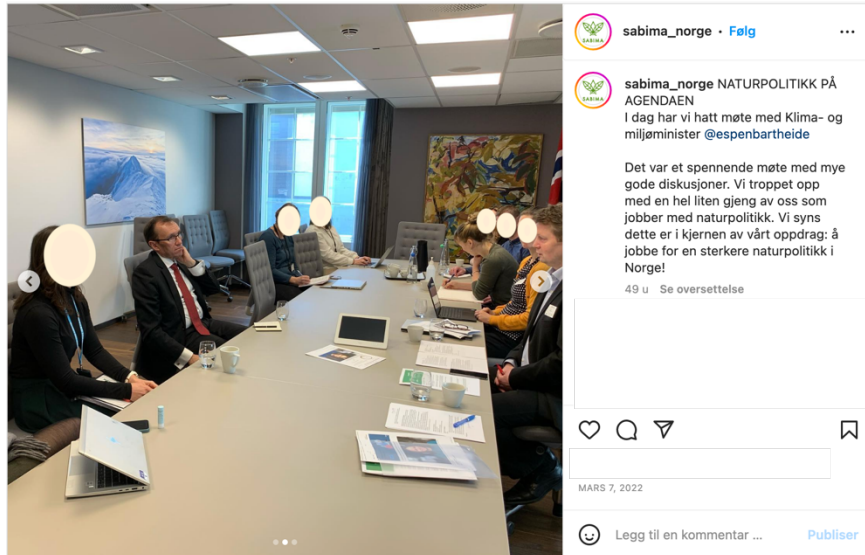 SABIMA
sabima_norge • Følg
SABIMA
sabima_norge NATURPOLITIKK PÅ
AGENDAEN
I dag har vi hatt møte med Klima- og
miljøminister @espenbartheide
Det var et spennende møte med mye
gode diskusjoner. Vi troppet opp
med en hel liten gjeng av oss som
jobber med naturpolitikk. Vi syns
dette er i kjernen av vårt oppdrag: å
jobbe for en sterkere naturpolitikk i
Norge!
49 u Se oversettelse
MARS 7, 2022
Legg til en kommentar ...
Publiser